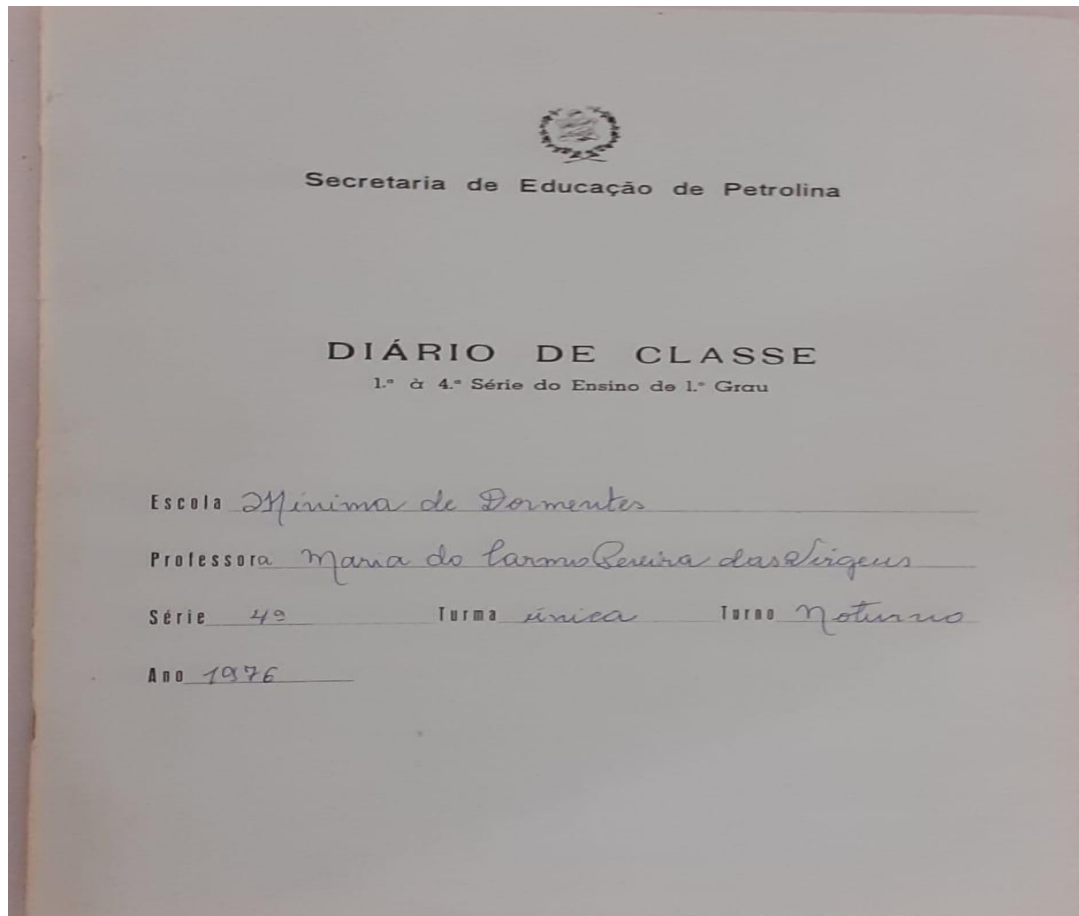 Secretaria de Educação de Petrolina
DIÁRIO DE CLASSE
1.ª à 4.ª Série do Ensino de 1.º Grau
Escola Mínima de Dormentes
Professora Maria do Carmo Pereira das Virgens
Série 4ª Turma única Turno Noturno
Ano 1976